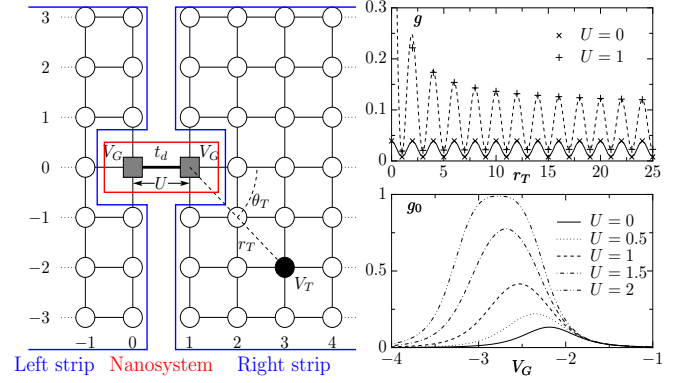 3
2
1
0
−1
−2
−3
V_G
t_d
V_G
U
θ_T
r_T
V_T
−1 0 1 2 3 4
Left strip Nanosystem Right strip
0.3
0.2
0.1
0
g
× U = 0
+ U = 1
0 5 10 15 20 25
r_T
1
0.5
0
g_0
U = 0
U = 0.5
U = 1
U = 1.5
U = 2
−4 −3 −2 −1
V_G